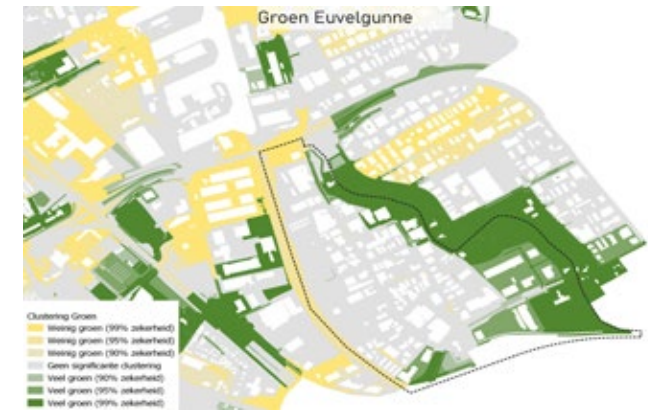 Groen Euvelgunne
Clustering Groen
Weinig groen (99% zekerheid)
Weinig groen (95% zekerheid)
Weinig groen (90% zekerheid)
Geen significante clustering
Veel groen (90% zekerheid)
Veel groen (95% zekerheid)
Veel groen (99% zekerheid)